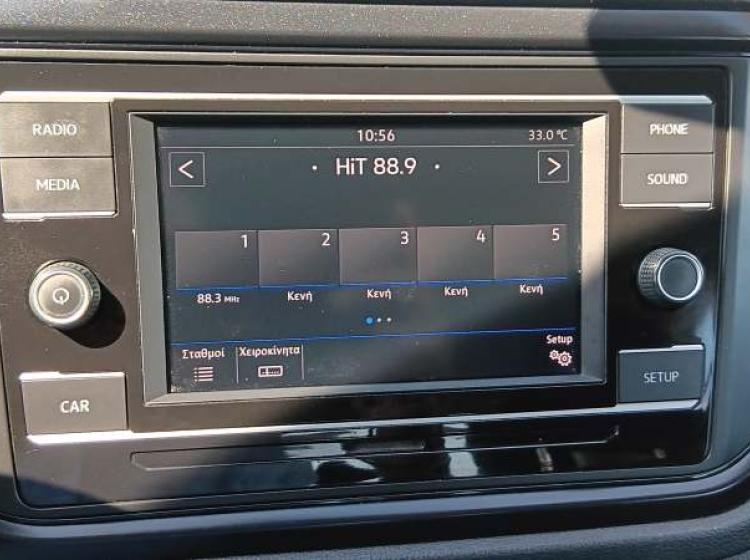 RADIO
MEDIA
CAR
10:56 33.0 °C
< · HiT 88.9 · >
1 2 3 4 5
88.3 MHz Κενή Κενή Κενή Κενή
Σταθμοί Χειροκίνητα Setup
PHONE
SOUND
SETUP